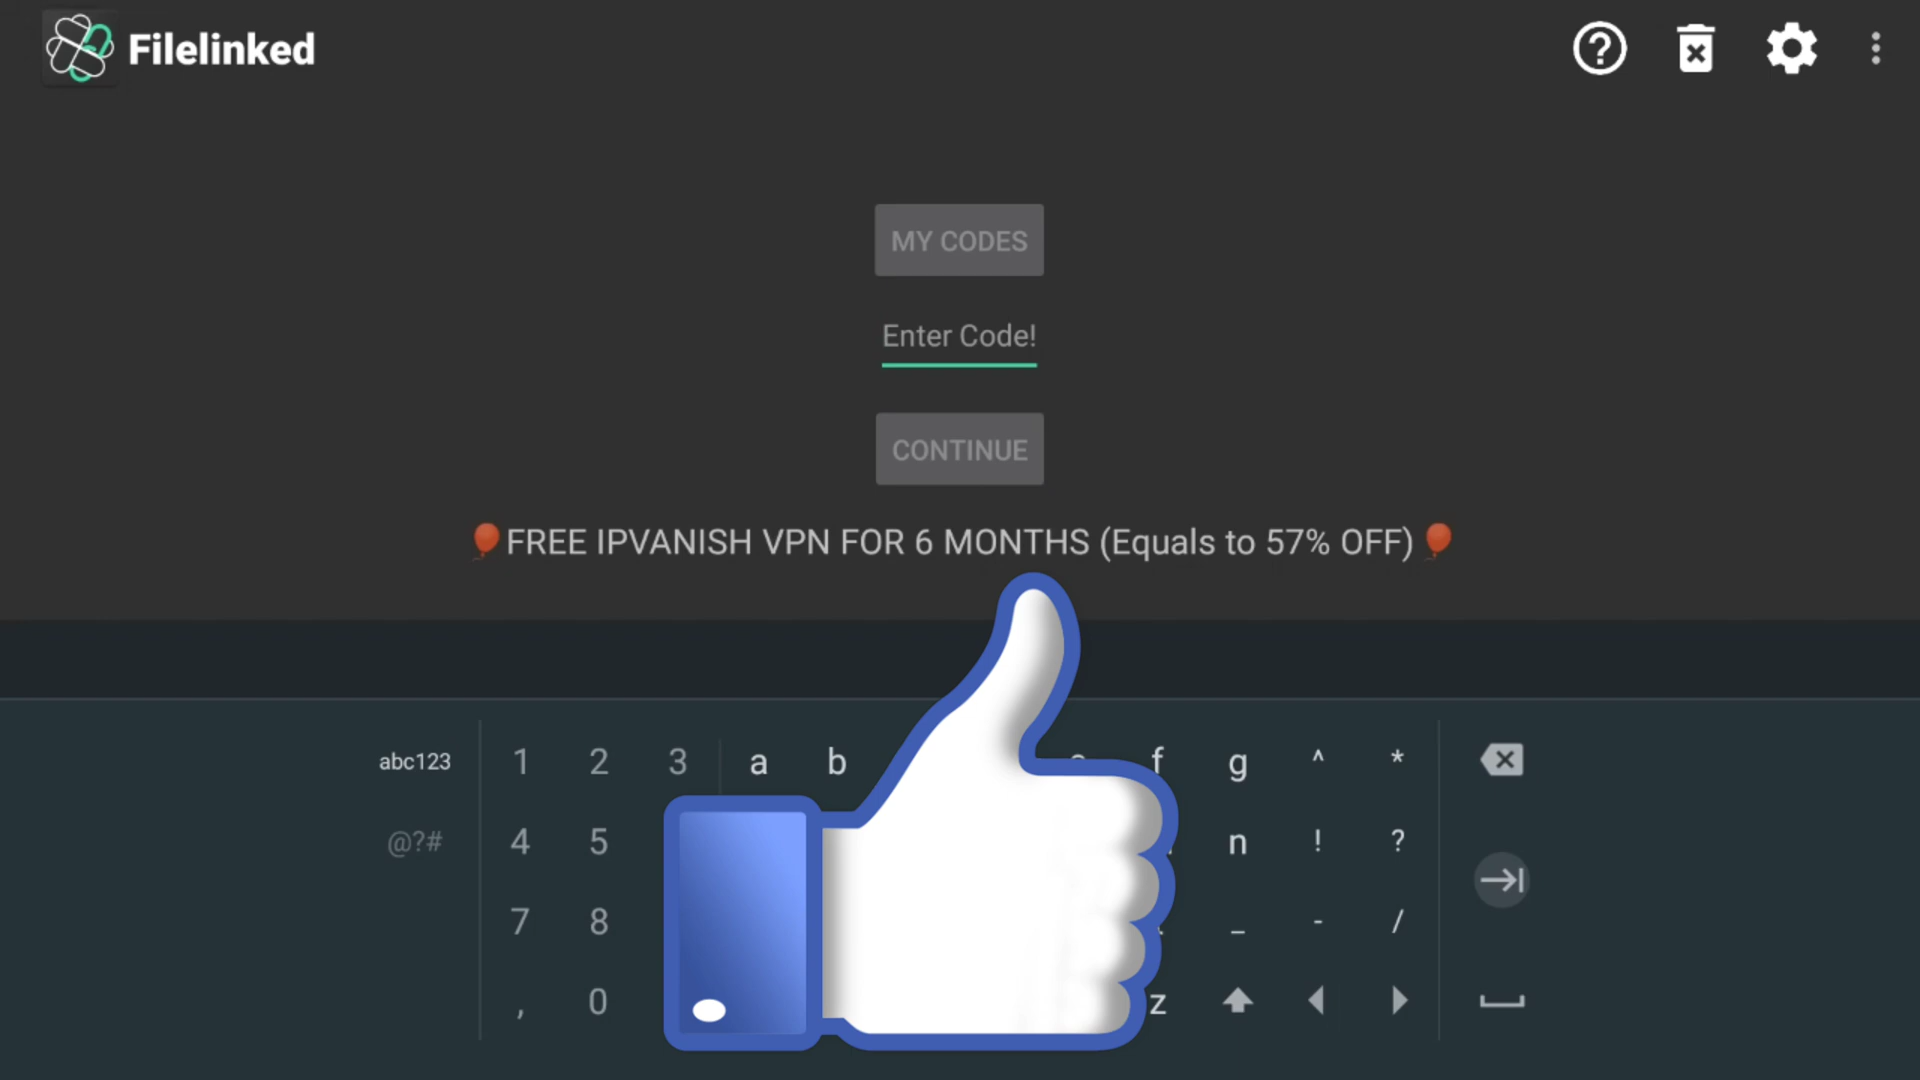 Filelinked
MY CODES
Enter Code!
CONTINUE
🎈FREE IPVANISH VPN FOR 6 MONTHS (Equals to 57% OFF)🎈
abc123 1 2 3 a b f g ^ *
@?# 4 5 n ! ?
7 8 _ - /
, 0 z